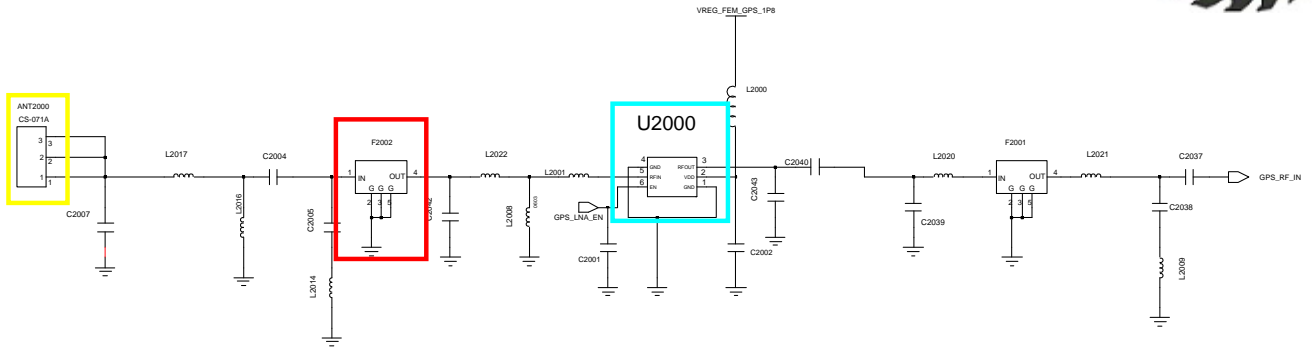 VREG_FEM_GPS_1P8
L2000
ANT2000
CS-071A
3
3
2
2
1
1
C2007
L2017
L2016
C2004
C2005
L2014
F2002
1
IN
OUT
4
G G G
2 3 5
C2042
L2022
L2008
0603
L2001
GPS_LNA_EN
C2001
U2000
4
GND
RFOUT
3
5
RFIN
VDD
2
6
EN
GND
1
C2002
C2043
C2040
C2039
L2020
F2001
1
IN
OUT
4
G G G
2 3 5
L2021
C2037
GPS_RF_IN
C2038
L2009